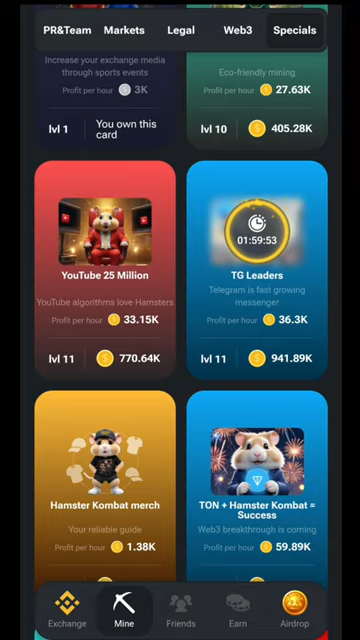 PR&Team Markets Legal Web3 Specials
Increase your exchange media
through sports events
Profit per hour 3K
lvl 1 You own this
card
Eco-friendly mining
Profit per hour 27.63K
lvl 10 405.28K
YouTube 25 Million
YouTube algorithms love Hamsters
Profit per hour 33.15K
lvl 11 770.64K
01:59:53
TG Leaders
Telegram is fast growing
messenger
Profit per hour 36.3K
lvl 11 941.89K
Hamster Kombat merch
Your reliable guide
Profit per hour 1.38K
TON + Hamster Kombat =
Success
Web3 breakthrough is coming
Profit per hour 59.89K
Exchange Mine Friends Earn Airdrop